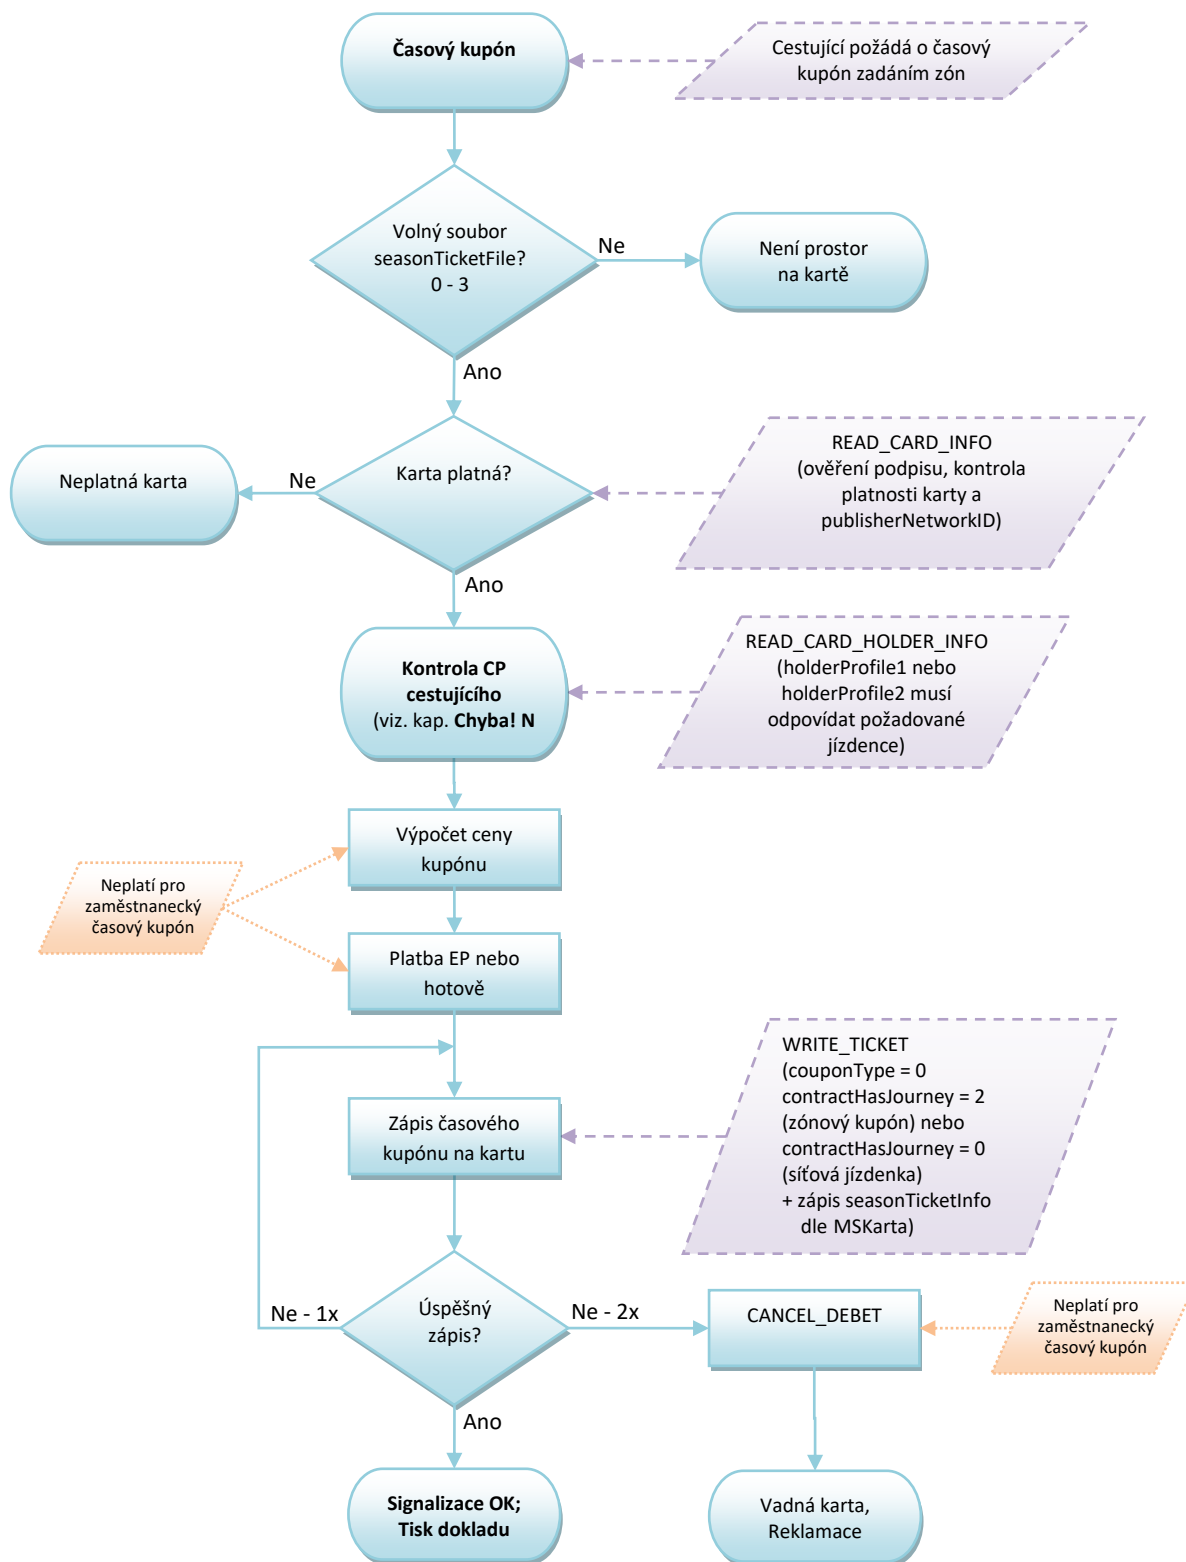 Časový kupón
Cestující požádá o časový
kupón zadáním zón
Volný soubor
seasonTicketFile?
0 - 3
Ne
Není prostor
na kartě
Ano
Neplatná karta
Ne
Karta platná?
READ_CARD_INFO
(ověření podpisu, kontrola
platnosti karty a
publisherNetworkID)
Ano
Kontrola CP
cestujícího
(viz. kap. Chyba! N
READ_CARD_HOLDER_INFO
(holderProfile1 nebo
holderProfile2 musí
odpovídat požadované
jízdence)
Výpočet ceny
kupónu
Neplatí pro
zaměstnanecký
časový kupón
Platba EP nebo
hotově
WRITE_TICKET
(couponType = 0
contractHasJourney = 2
(zónový kupón) nebo
contractHasJourney = 0
(síťová jízdenka)
+ zápis seasonTicketInfo
dle MSKarta)
Zápis časového
kupónu na kartu
Ne - 1x
Úspěšný
zápis?
Ne - 2x
CANCEL_DEBET
Neplatí pro
zaměstnanecký
časový kupón
Ano
Signalizace OK;
Tisk dokladu
Vadná karta,
Reklamace